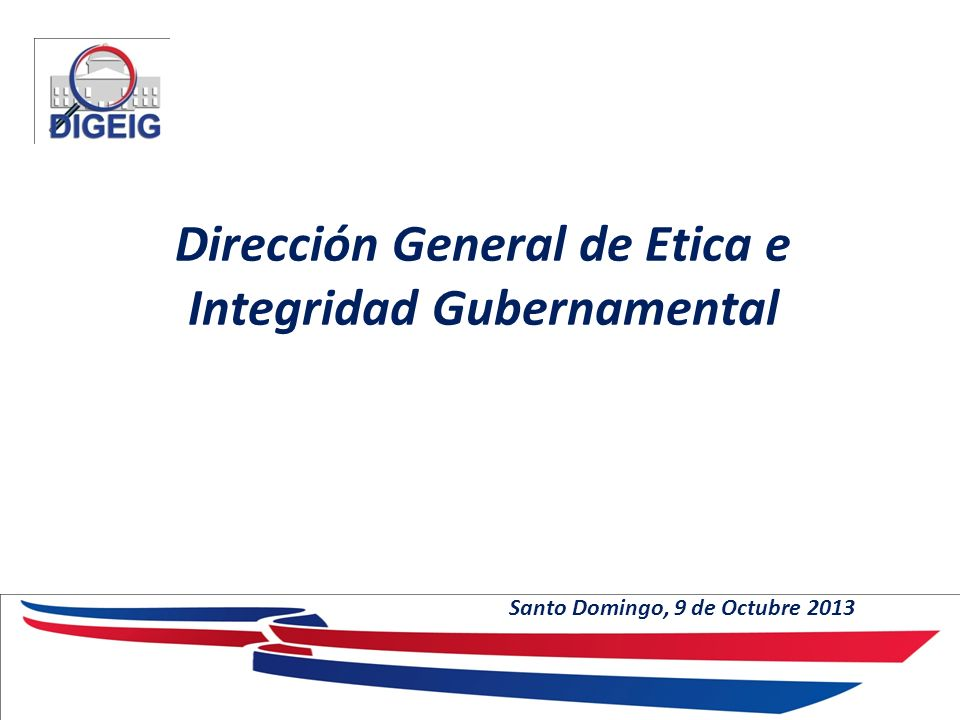 DIGEIG
Dirección General de Etica e
Integridad Gubernamental
Santo Domingo, 9 de Octubre 2013